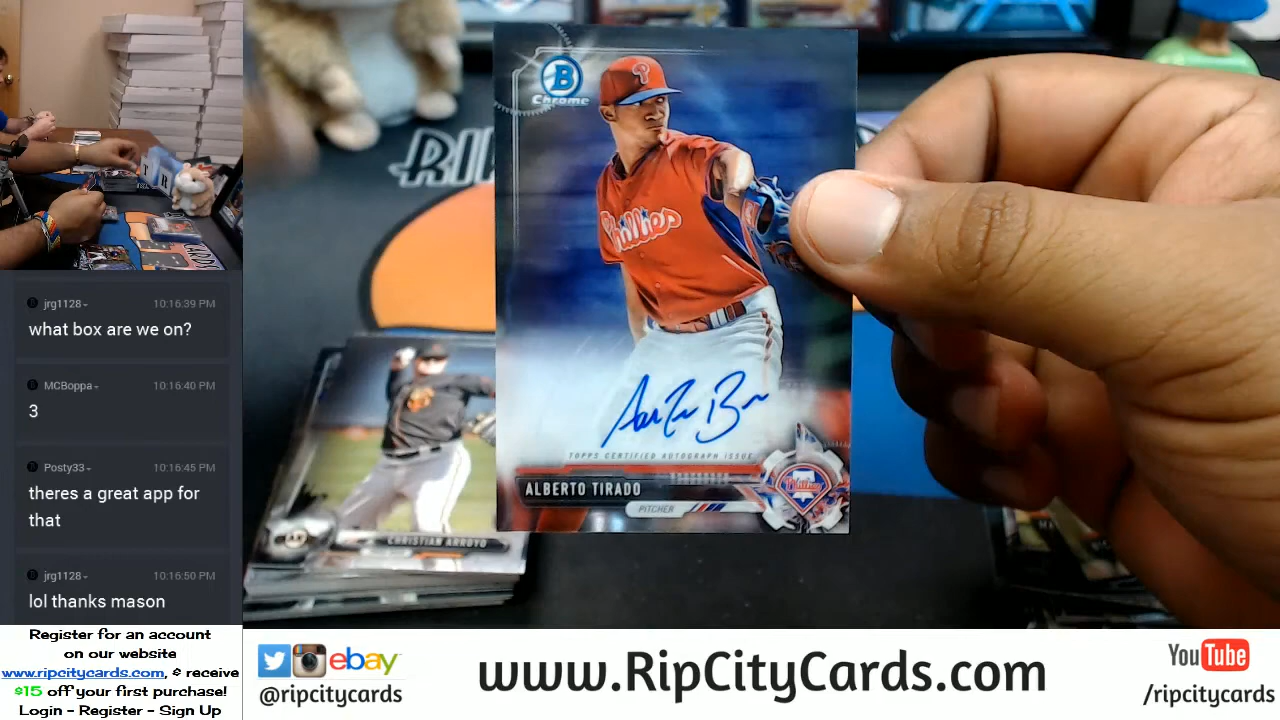 jrg1128
10:16:39 PM
what box are we on?
MCBoppa
10:16:40 PM
3
Posty33
10:16:45 PM
theres a great app for
that
jrg1128
10:16:50 PM
lol thanks mason
Register for an account
on our website
www.ripcitycards.com, & receive
$15 off your first purchase!
Login - Register - Sign Up
B
Chrome
P
Phillies
TOPPS CERTIFIED AUTOGRAPH ISSUE
ALBERTO TIRADO
PITCHER
Phillies
CHRISTIAN ARROYO
ebay
@ripcitycards
www.RipCityCards.com
YouTube
/ripcitycards